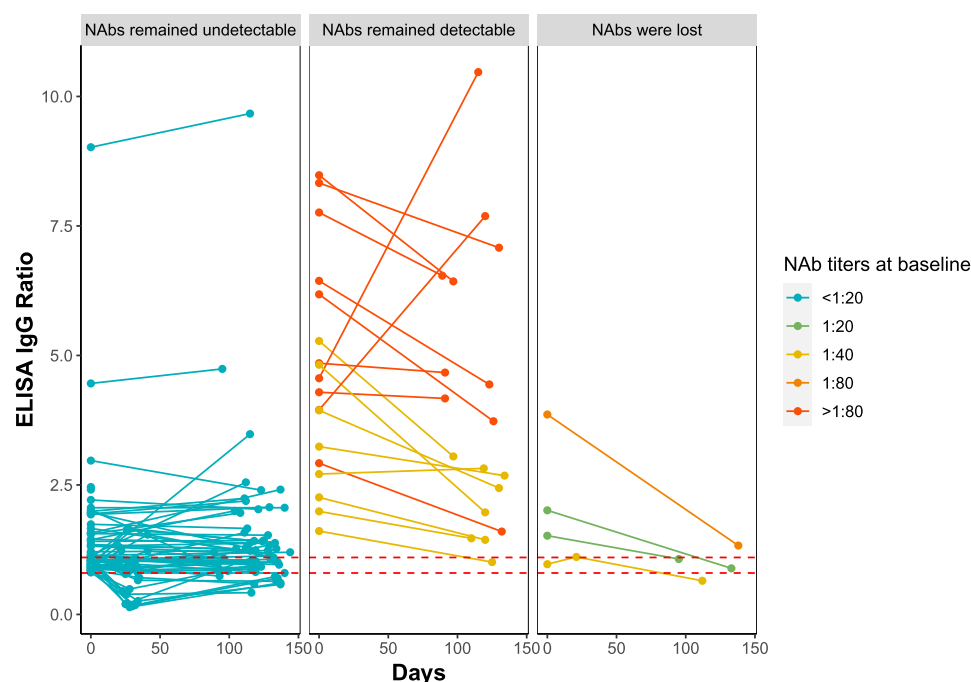 NAbs remained undetectable
NAbs remained detectable
NAbs were lost
10.0
7.5
5.0
2.5
0.0
ELISA IgG Ratio
0 50 100 150
0 50 100 150
0 50 100 150
Days
NAb titers at baseline
<1:20
1:20
1:40
1:80
>1:80